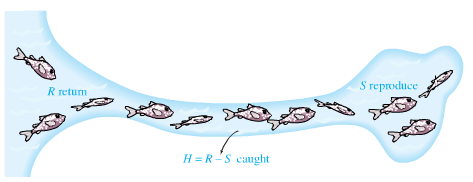 R return
S reproduce
H = R – S caught